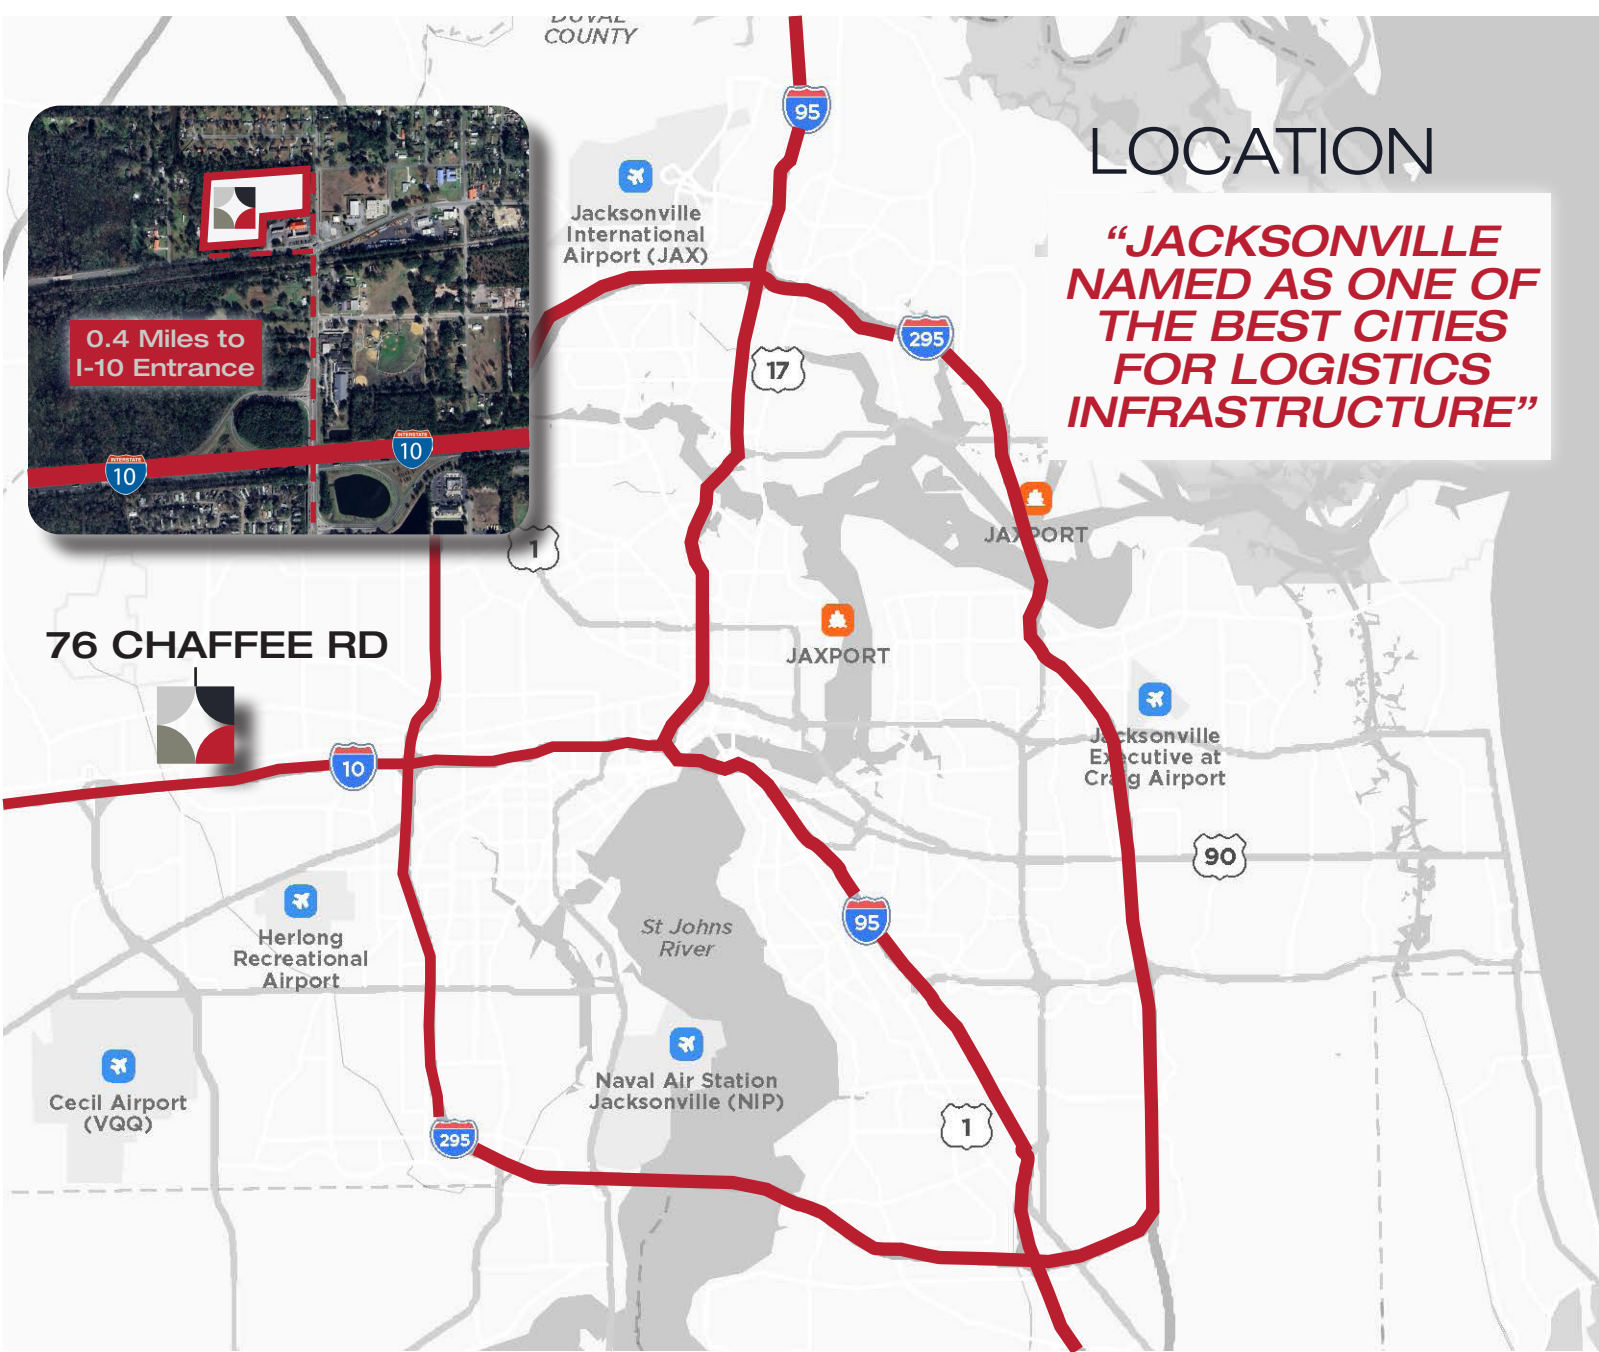 DUVAL
COUNTY
95
LOCATION
“JACKSONVILLE
NAMED AS ONE OF
THE BEST CITIES
FOR LOGISTICS
INFRASTRUCTURE”
Jacksonville
International
Airport (JAX)
295
17
0.4 Miles to
I-10 Entrance
INTERSTATE
10
INTERSTATE
10
JAXPORT
1
JAXPORT
76 CHAFFEE RD
10
Jacksonville
Executive at
Craig Airport
90
95
St Johns
River
Herlong
Recreational
Airport
Cecil Airport
(VQQ)
Naval Air Station
Jacksonville (NIP)
1
295